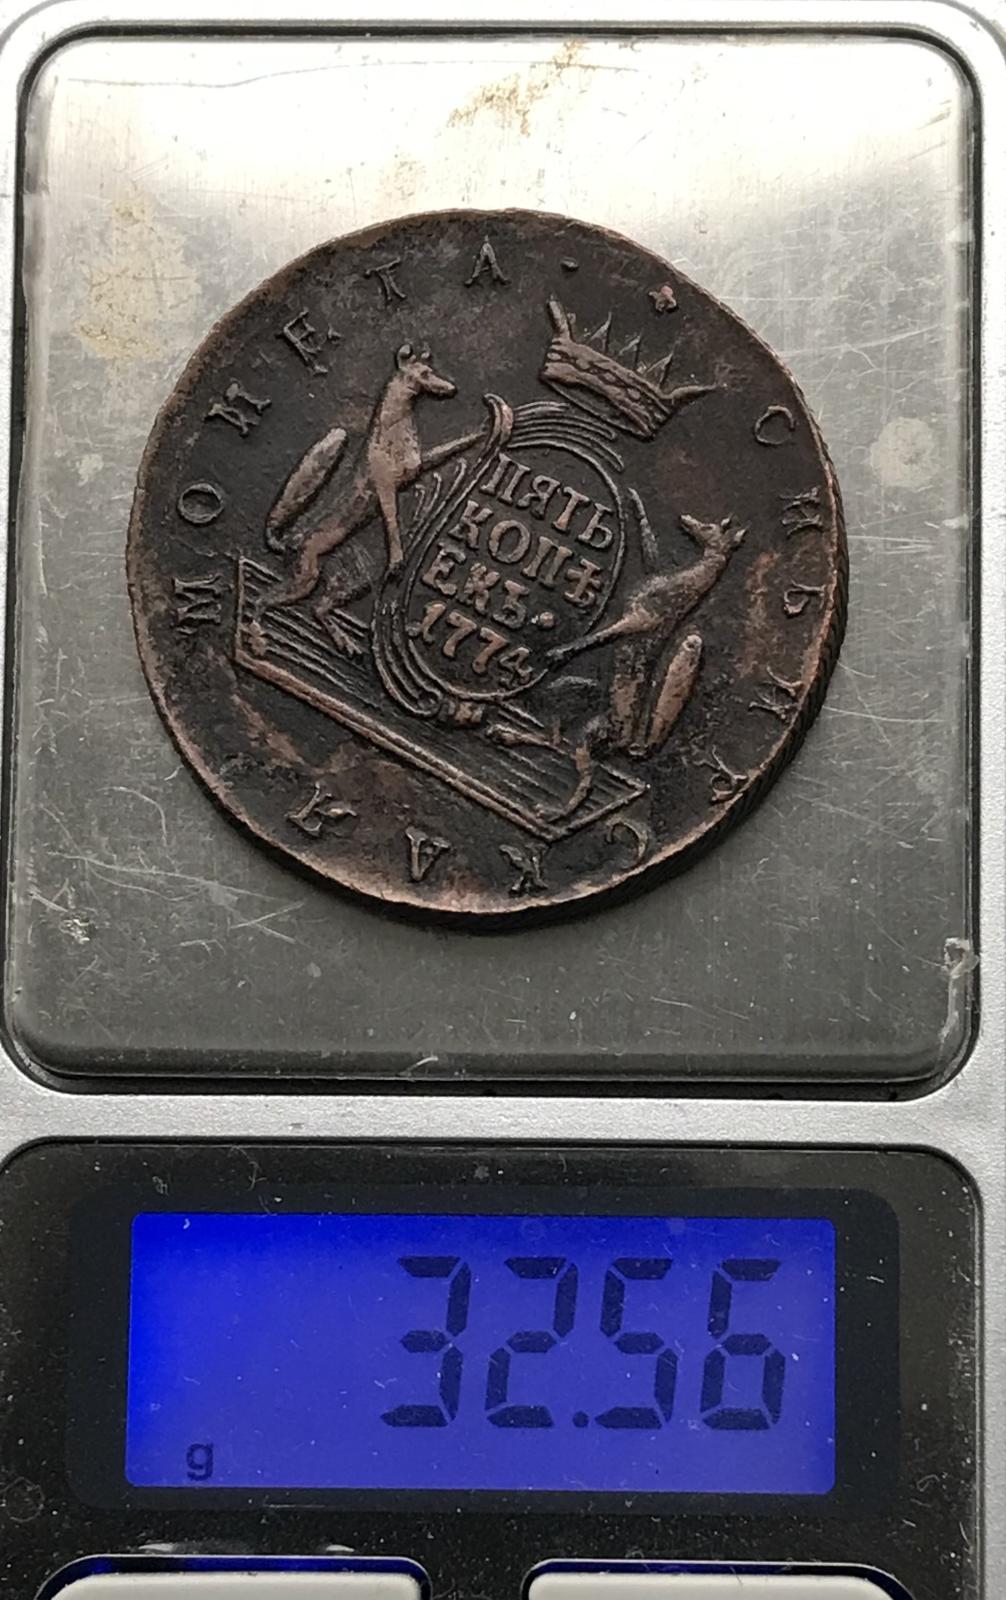 СИБИРСКАЯ МОНЕТА
ПЯТЬ
КОПѢ
ЕКЪ.
1774
32.56
g